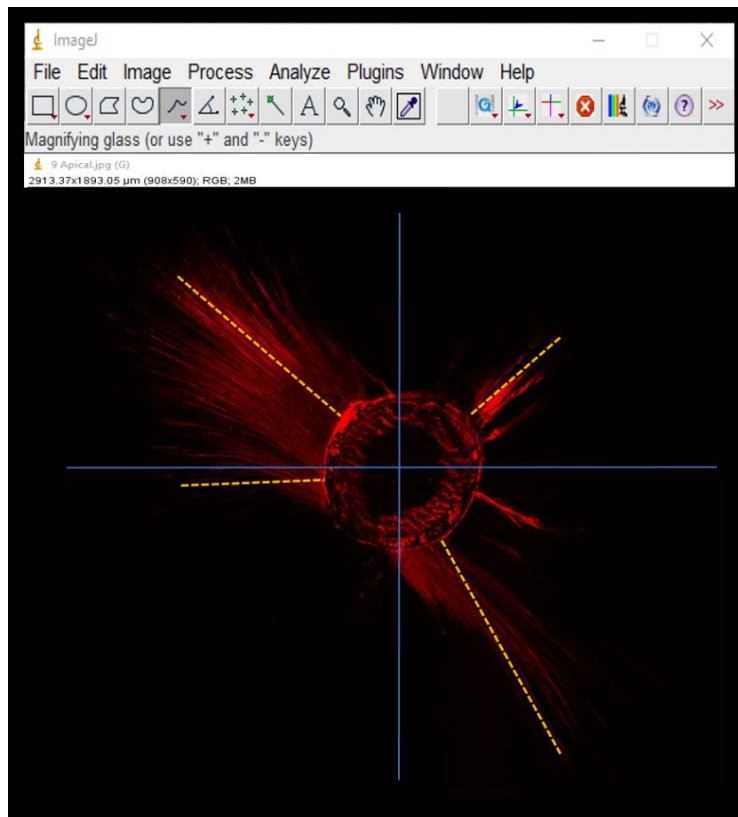 ImageJ
File Edit Image Process Analyze Plugins Window Help
A ?  >>
Magnifying glass (or use "+" and "-" keys)
9 Apical.jpg (G)
2913.37x1893.05 µm (908x590); RGB; 2MB